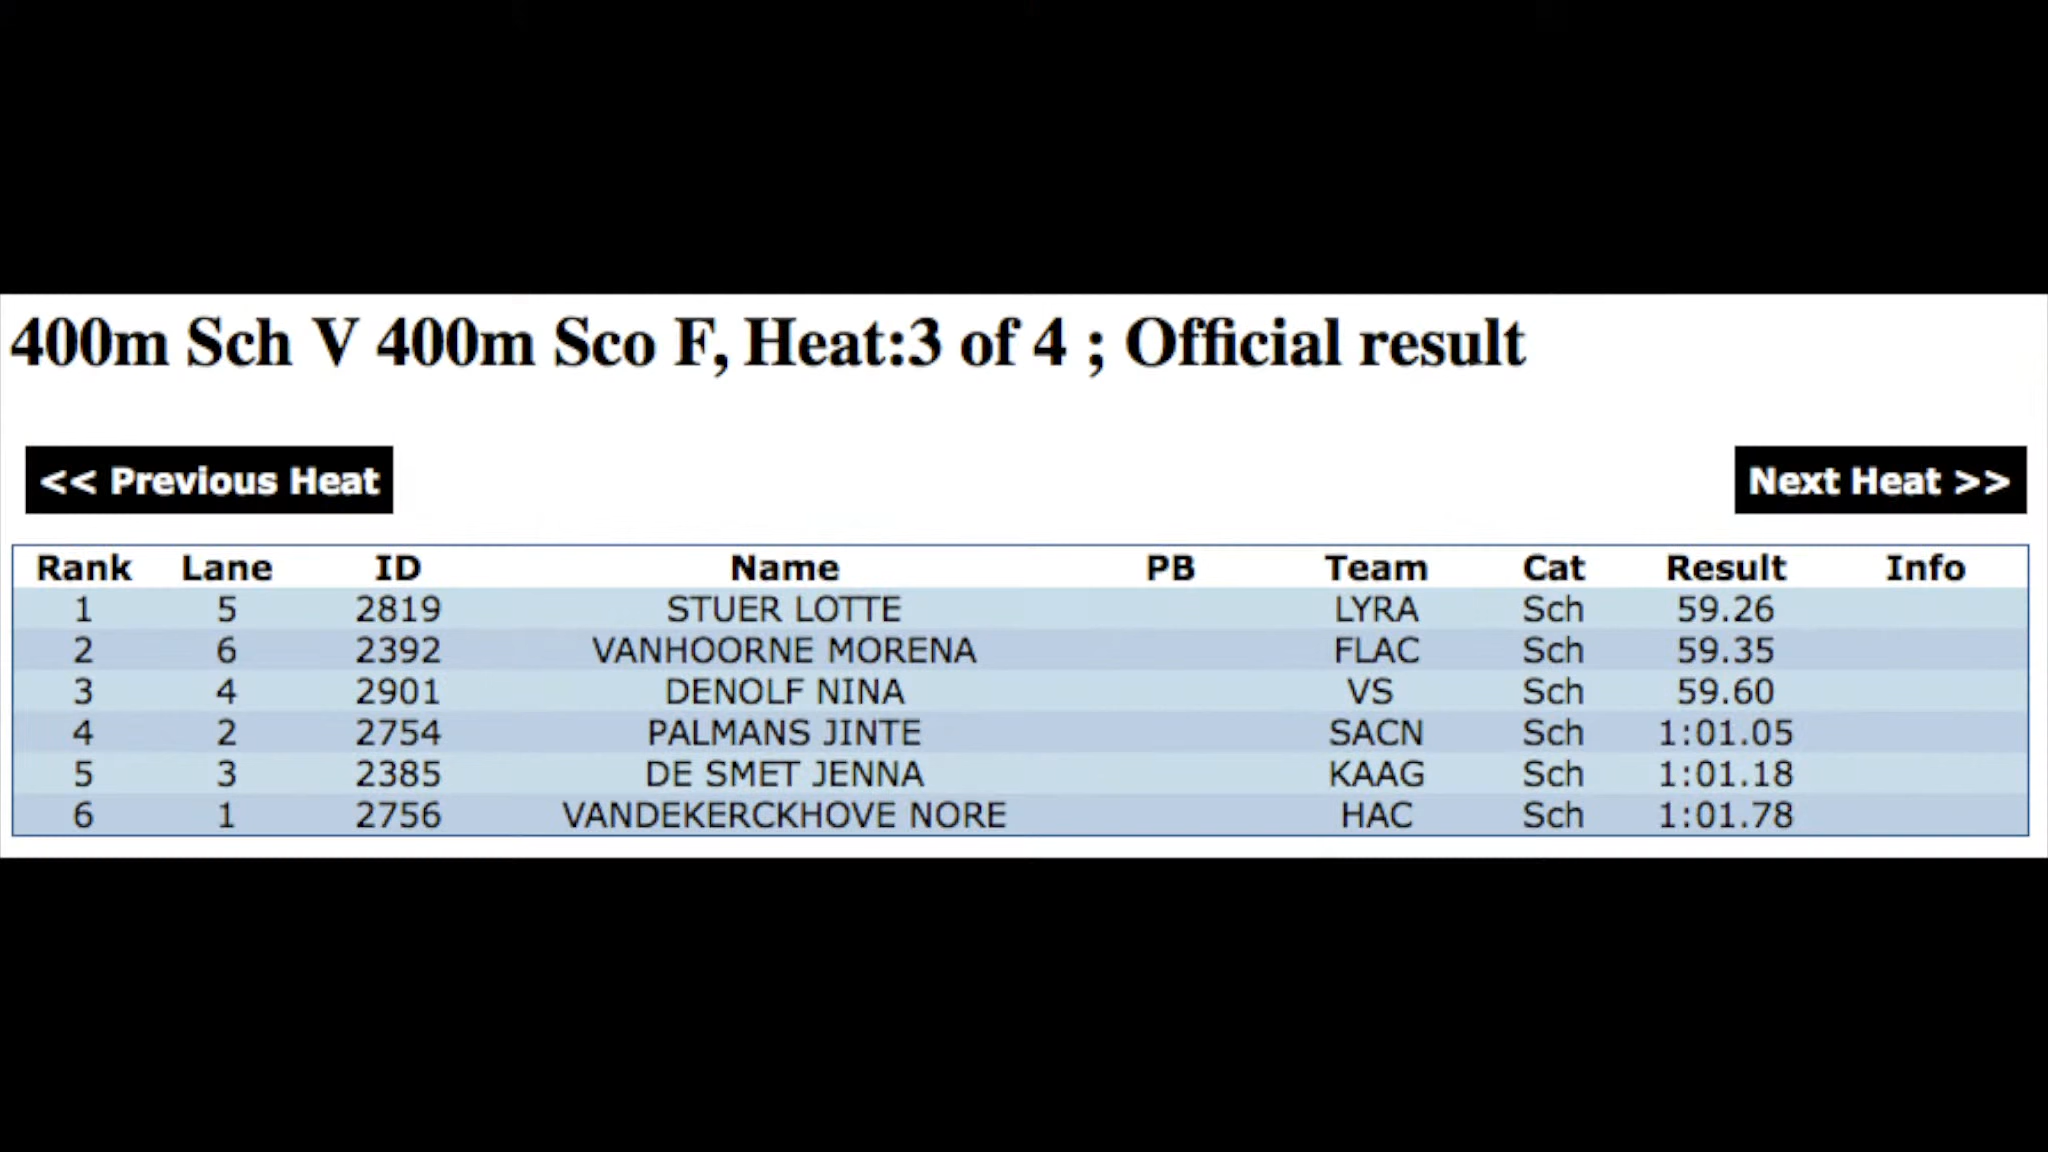 400m Sch V 400m Sco F, Heat:3 of 4 ; Official result
<< Previous Heat Next Heat >>
Rank Lane ID Name PB Team Cat Result Info
1 5 2819 STUER LOTTE LYRA Sch 59.26
2 6 2392 VANHOORNE MORENA FLAC Sch 59.35
3 4 2901 DENOLF NINA VS Sch 59.60
4 2 2754 PALMANS JINTE SACN Sch 1:01.05
5 3 2385 DE SMET JENNA KAAG Sch 1:01.18
6 1 2756 VANDEKERCKHOVE NORE HAC Sch 1:01.78